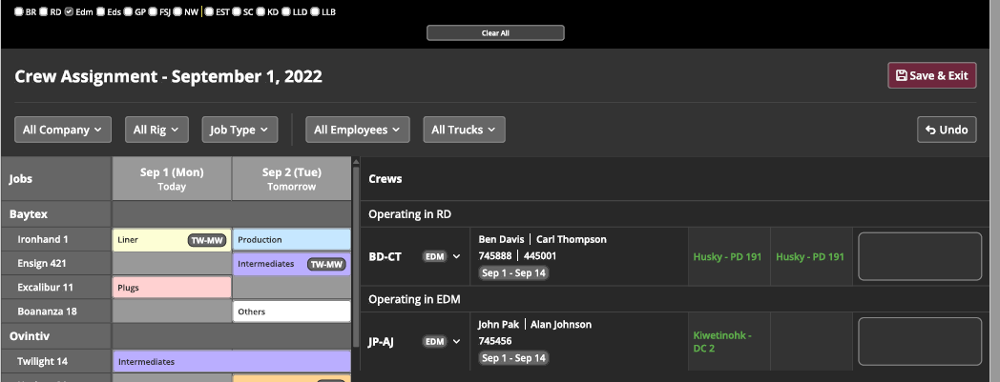 BR RD Edm Eds GP FSJ NW EST SC KD LLD LLB
Clear All
Crew Assignment - September 1, 2022
Save & Exit
All Company All Rig Job Type All Employees All Trucks Undo
Jobs
Sep 1 (Mon)
Today
Sep 2 (Tue)
Tomorrow
Baytex
Ironhand 1 Liner TW-MW Production
Ensign 421 Intermediates TW-MW
Excalibur 11 Plugs
Boananza 18 Others
Ovintiv
Twilight 14 Intermediates
Crews
Operating in RD
BD-CT EDM
Ben Davis | Carl Thompson
745888 | 445001
Sep 1 - Sep 14
Husky - PD 191 Husky - PD 191
Operating in EDM
JP-AJ EDM
John Pak | Alan Johnson
745456
Sep 1 - Sep 14
Kiwetinohk -
DC 2